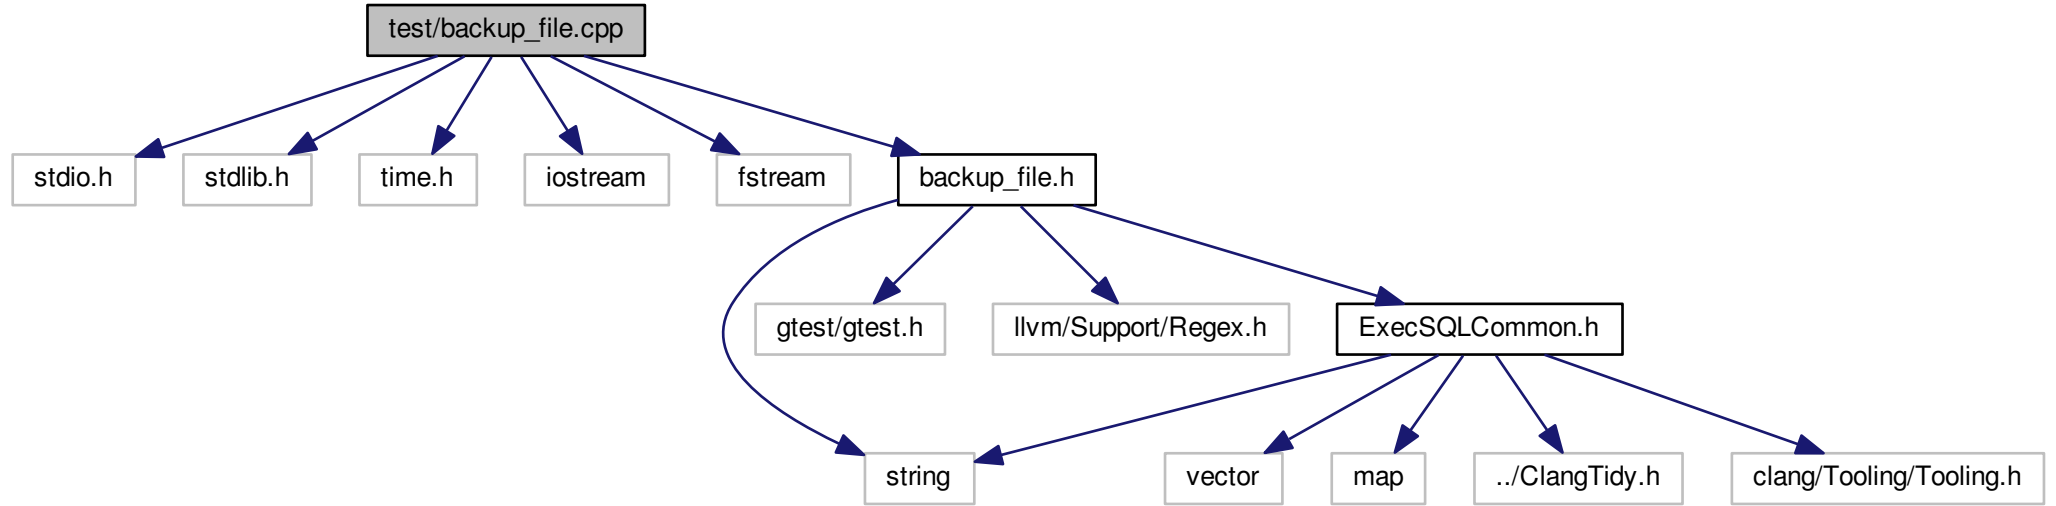 test/backup_file.cpp
stdio.h
stdlib.h
time.h
iostream
fstream
backup_file.h
gtest/gtest.h
llvm/Support/Regex.h
ExecSQLCommon.h
string
vector
map
../ClangTidy.h
clang/Tooling/Tooling.h